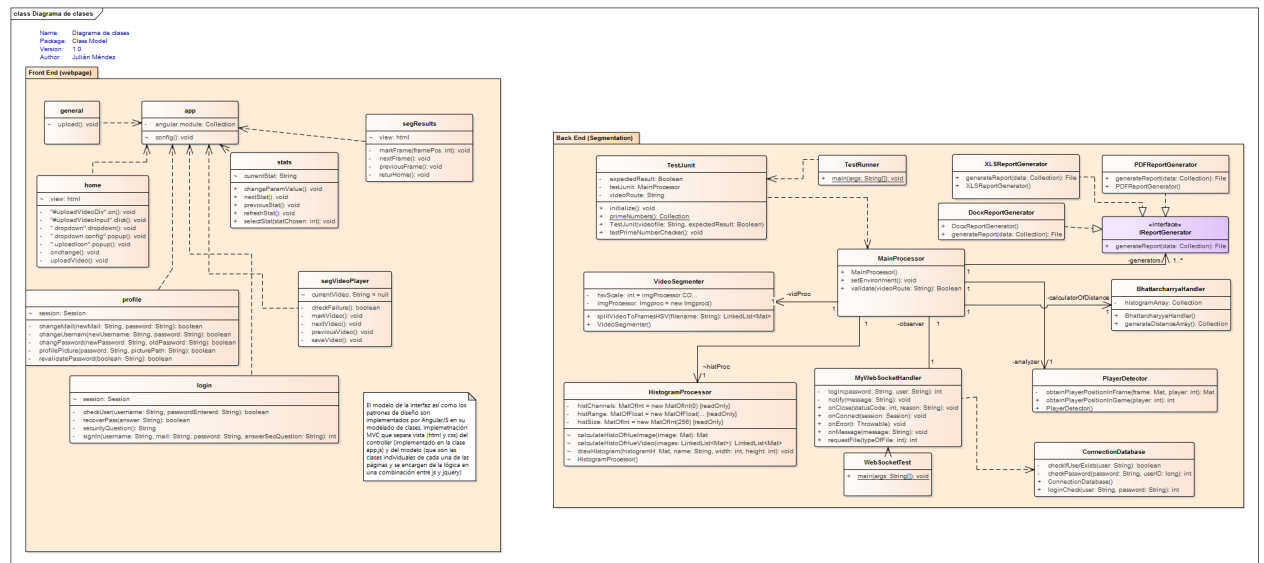 class Diagrama de clases
Name: Diagrama de clases
Package: Class Model
Version: 1.0
Author: Julián Méndez
Front End (webpage)
general
~ upload(): void
app
- angular.module: Collection
~ config(): void
segResults
~ view: html
- markFrame(framePos: int): void
- nextFrame(): void
- previousFrame(): void
- returHome(): void
stats
~ currentStat: String
+ changeParamValue(): void
+ nextStat(): void
+ previousStat(): void
+ refreshStat(): void
+ selectStat(statChosen: int): void
home
~ view: html
- "#uploadVideoDiv".on(): void
- "#uploadVideoInput".click(): void
- ".dropdown".dropdown(): void
- ".dropdown.config".popup(): void
- ".uploadIcon".popup(): void
- onchange(): void
- uploadVideo(): void
segVideoPlayer
~ currentVideo: String = null
- checkFailure(): boolean
- markVideo(): void
- nextVideo(): void
- previousVideo(): void
- saveVideo(): void
profile
~ session: Session
- changeMail(newMail: String, password: String): boolean
- changeUsernam(newUsername: String, password: String): boolean
- changPassword(newPassword: String, oldPassword: String): boolean
- profilePicture(password: String, picturePath: String): boolean
- revalidatePassword(boolean: String): boolean
login
~ session: Session
- checkUser(username: String, passwordEntererd: String): boolean
- recoverPass(answer: String): boolean
- securityQuestion(): String
- signIn(username: String, mail: String, password: String, answerSecQuestion: String): int
El modelo de la interfaz así como los
patrones de diseño son
implementados por AngularJS en su
modelado de clases, implemetnación
MVC que separa vista (html y css) del
controller (implementado en la clase
app.js) y del modelo (que son las
clases individuales de cada una de las
páginas y se encargan de la lógica en
una combinación entre js y jquery)
Back End (Segmentation)
TestJunit
- expectedResult: Boolean
- testJunit: MainProcessor
- videoRoute: String
+ initialize(): void
+ primeNumbers(): Collection
+ TestJunit(videofile: String, expectedResult: Boolean)
+ testPrimeNumberChecker(): void
TestRunner
+ main(args: String[]): void
XLSReportGenerator
+ generateReport(data: Collection): File
+ XLSReportGenerator()
PDFReportGenerator
+ generateReport(data: Collection): File
+ PDFReportGenerator()
DocxReportGenerator
+ DocxReportGenerator()
+ generateReport(data: Collection): File
«interface»
IReportGenerator
+ generateReport(data: Collection): File
MainProcessor
+ MainProcessor()
+ setEnvironment(): void
+ validate(videoRoute: String): Boolean
-generators
1
1..*
VideoSegmenter
- hsvScale: int = imgProcessor.CO...
- imgProcessor: Imgproc = new Imgproc()
+ splitVideoToFramesHSV(filename: String): LinkedList<Mat>
+ VideoSegmenter()
-vidProc
1
1
-calculatorOfDistance
1
1
BhattarcharryaHandler
- histogramArray: Collection
+ BhattarcharyyaHandler()
+ generateDistanceArray(): Collection
-observer
1
1
~histProc
1
1
-analyzer
1
1
HistogramProcessor
- histChannels: MatOfInt = new MatOfInt(0) {readOnly}
- histRange: MatOfFloat = new MatOfFloat(... {readOnly}
- histSize: MatOfInt = new MatOfInt(256) {readOnly}
~ calculateHistOfHueImage(image: Mat): Mat
~ calculateHistOfHueVideo(images: LinkedList<Mat>): LinkedList<Mat>
~ drawHistogram(histogramH: Mat, name: String, width: int, height: int): void
~ HistogramProcessor()
MyWebSocketHandler
- login(password: String, user: String): int
- notify(message: String): void
+ onClose(statusCode: int, reason: String): void
+ onConnect(session: Session): void
+ onError(t: Throwable): void
+ onMessage(message: String): void
+ requestFile(typeOfFile: int): int
PlayerDetector
- obtainPlayerPositionInFrame(frame: Mat, player: int): Mat
+ obtainPlayerPositionInGame(player: int): int
+ PlayerDetector()
WebSocketTest
+ main(args: String[]): void
ConnectionDatabase
- checkIfUserExists(user: String): boolean
- checkPassword(password: String, userID: long): int
+ ConnectionDatabase()
+ loginCheck(user: String, password: String): int